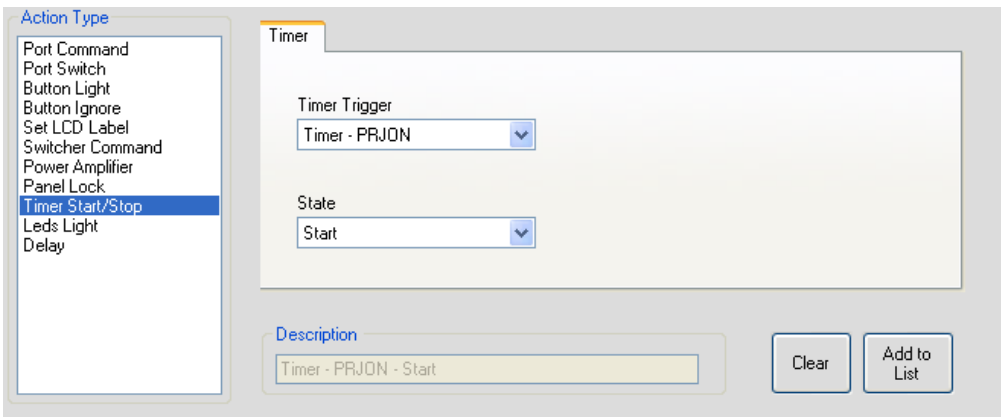 Action Type
Port Command
Port Switch
Button Light
Button Ignore
Set LCD Label
Switcher Command
Power Amplifier
Panel Lock
Timer Start/Stop
Leds Light
Delay
Timer
Timer Trigger
Timer - PRJON
State
Start
Description
Timer - PRJON - Start
Clear
Add to
List